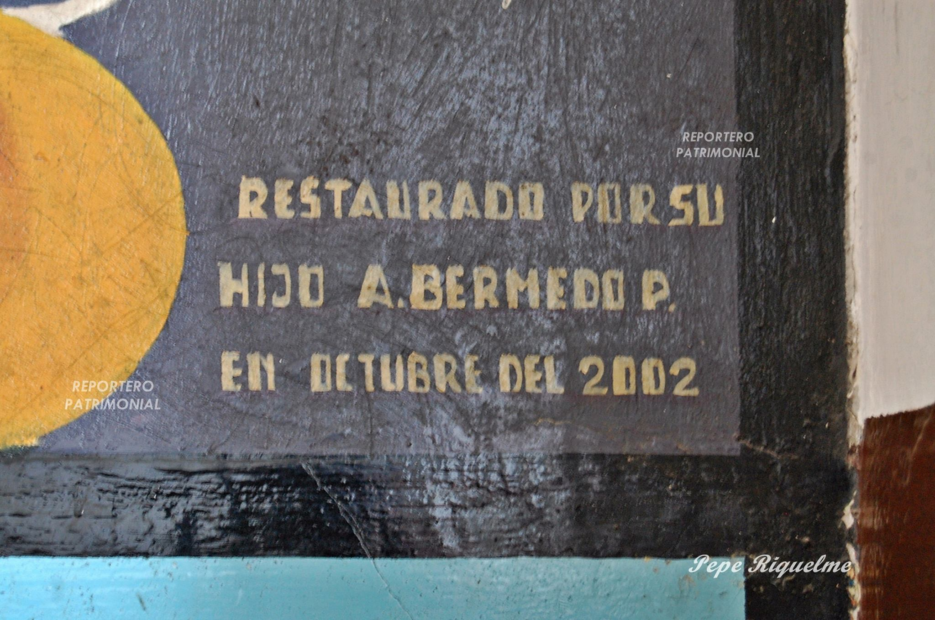 REPORTERO
PATRIMONIAL
RESTAURADO POR SU
HIJO A. BERMEDO P.
EN OCTUBRE DEL 2002
REPORTERO
PATRIMONIAL
Pepe Riquelme